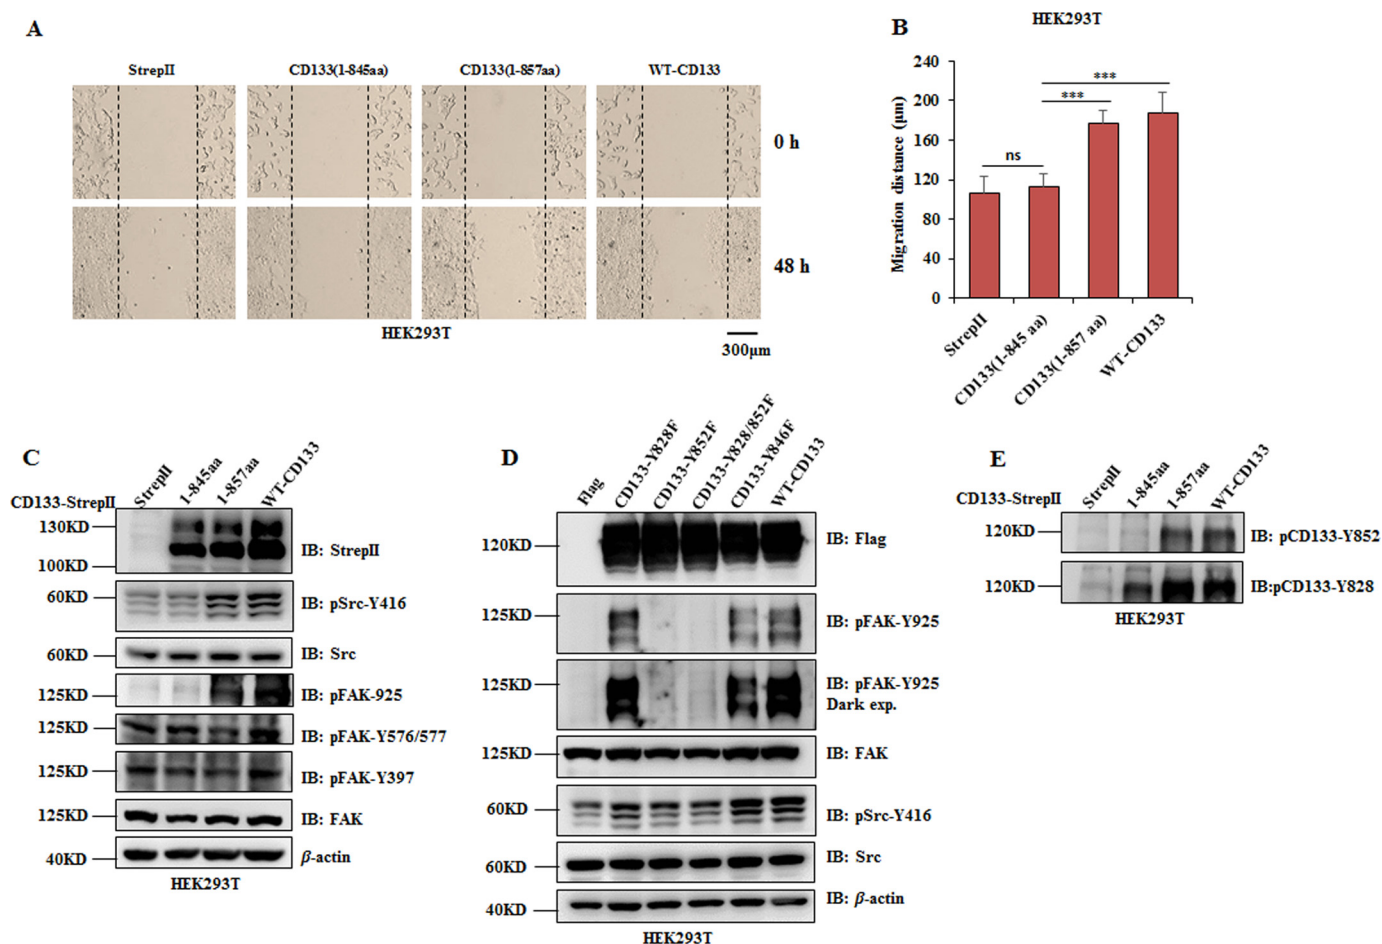 A
StrepII
CD133(1-845aa)
CD133(1-857aa)
WT-CD133
0 h
48 h
HEK293T
300μm
B
HEK293T
Migration distance (μm)
240
200
160
120
80
40
0
ns
***
***
StrepII
CD133(1-845 aa)
CD133(1-857 aa)
WT-CD133
C
CD133-StrepII
StrepII
1-845aa
1-857aa
WT-CD133
130KD
100KD
IB: StrepII
60KD
IB: pSrc-Y416
60KD
IB: Src
125KD
IB: pFAK-925
125KD
IB: pFAK-Y576/577
125KD
IB: pFAK-Y397
125KD
IB: FAK
40KD
β-actin
HEK293T
D
Flag
CD133-Y828F
CD133-Y852F
CD133-Y828/852F
CD133-Y846F
WT-CD133
120KD
IB: Flag
125KD
IB: pFAK-Y925
125KD
IB: pFAK-Y925
Dark exp.
125KD
IB: FAK
60KD
IB: pSrc-Y416
60KD
IB: Src
40KD
IB: β-actin
HEK293T
E
CD133-StrepII
StrepII
1-845aa
1-857aa
WT-CD133
120KD
IB: pCD133-Y852
120KD
IB:pCD133-Y828
HEK293T